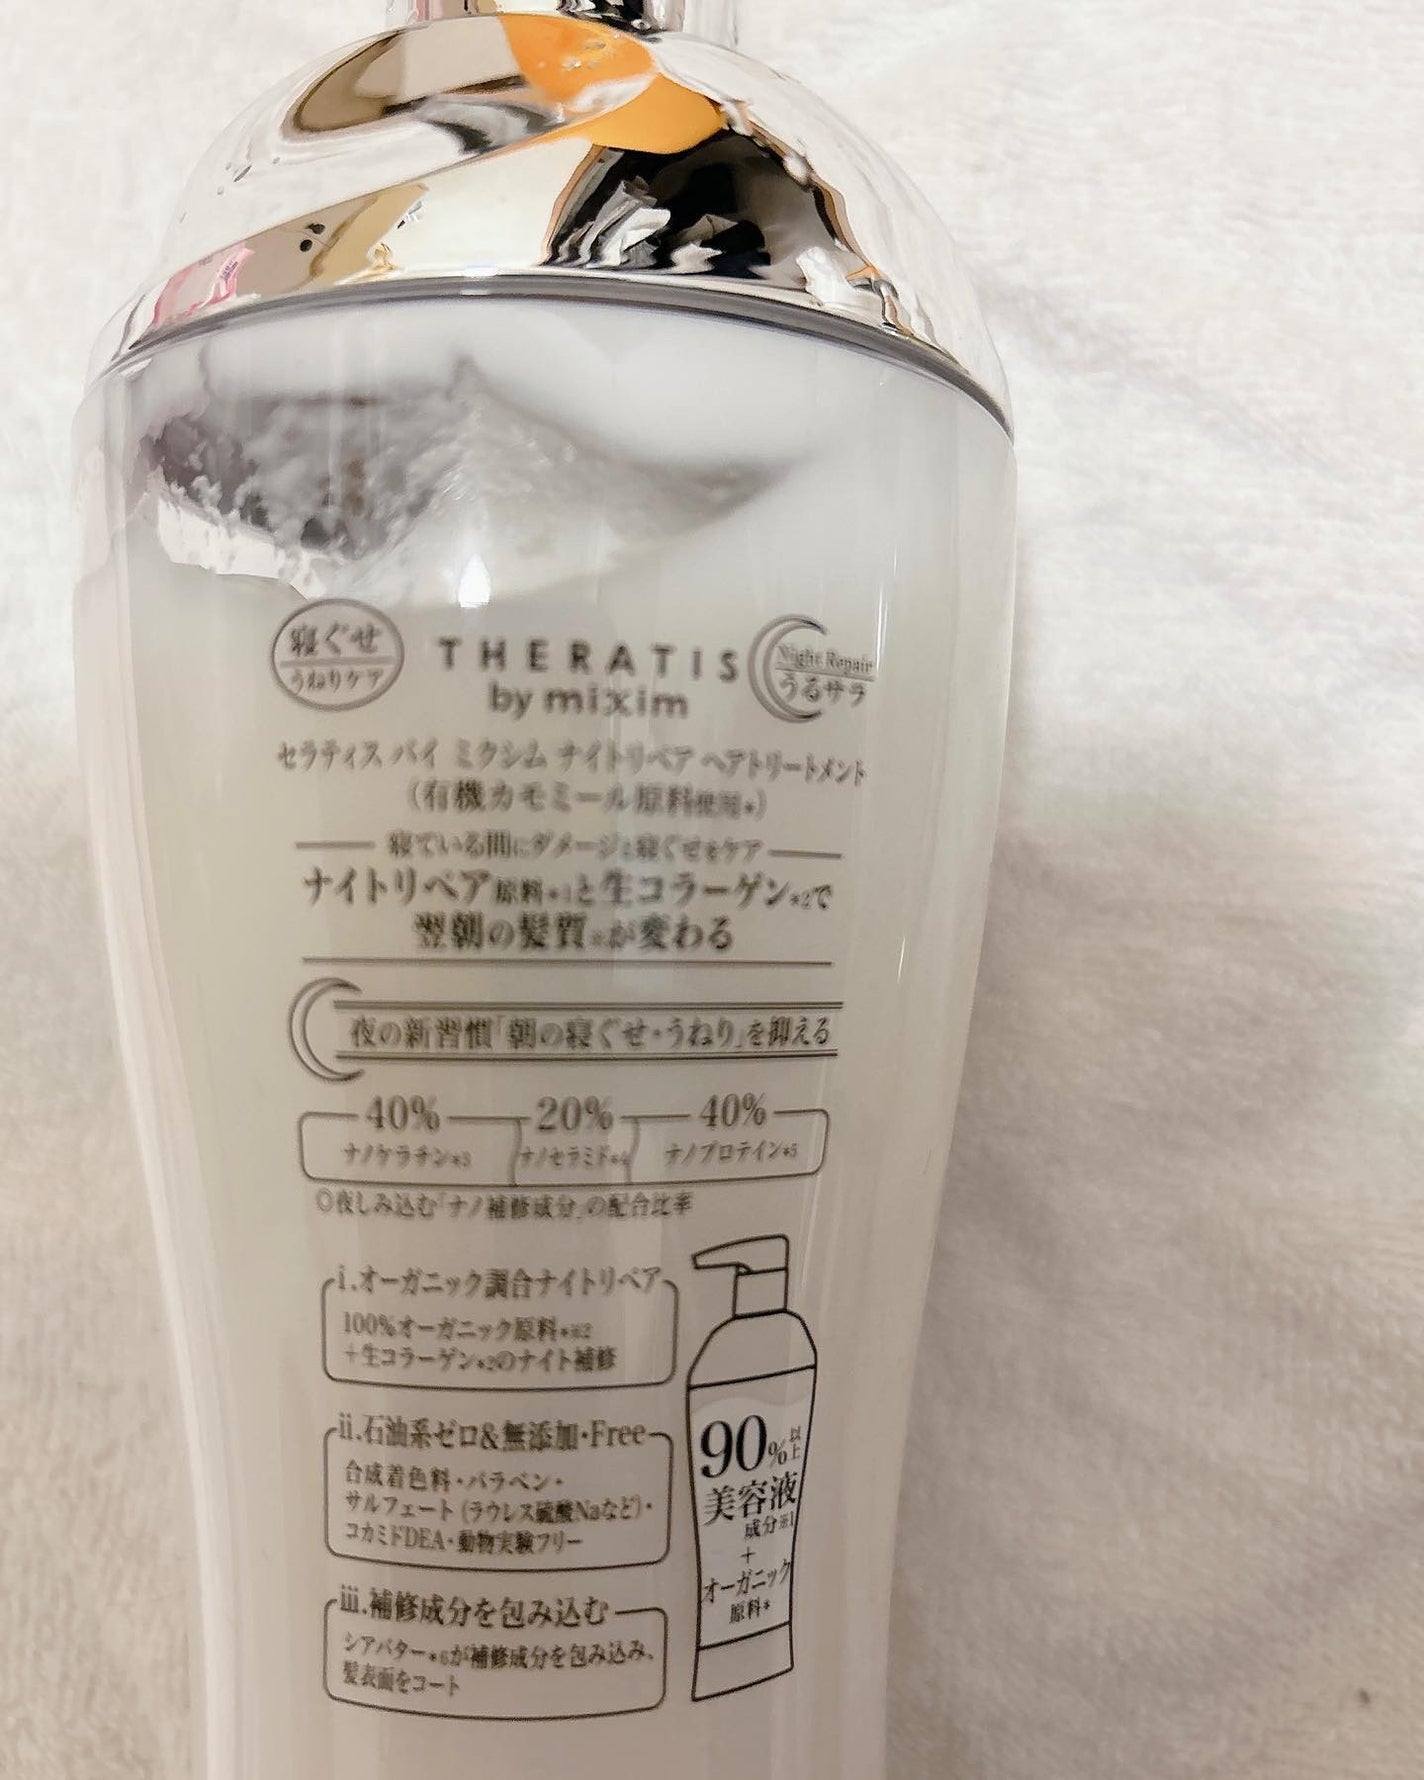 寝ぐせ
うねりケア
THERATIS
by mixim
Night Repair
うるサラ
セラティス バイ ミクシム ナイトリペア ヘアトリートメント
(有機カモミール原料使用*)
寝ている間にダメージと寝ぐせをケア
ナイトリペア原料*1と生コラーゲン*2で
翌朝の髪質※が変わる
夜の新習慣「朝の寝ぐせ・うねり」を抑える
40% 20% 40%
ナノケラチン*3 ナノセラミド*4 ナノプロテイン*5
◎夜しみ込む「ナノ補修成分」の配合比率
i.オーガニック調合ナイトリペア
100%オーガニック原料*※2
+生コラーゲン*2のナイト補修
ii.石油系ゼロ&無添加・Free
合成着色料・パラベン・
サルフェート(ラウレス硫酸Naなど)・
コカミドDEA・動物実験フリー
iii.補修成分を包み込む
シアバター*6が補修成分を包み込み、
髪表面をコート
90%以上
美容液
成分※1
+
オーガニック
原料*